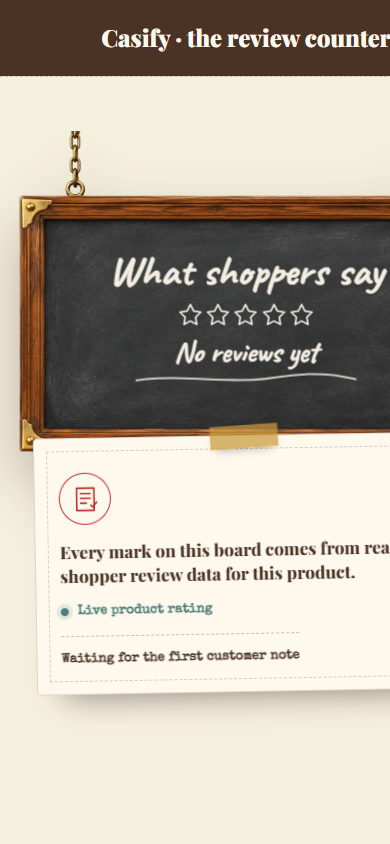 Casify · the review counter
What shoppers say
No reviews yet
Every mark on this board comes from
shopper review data for this product.
Live product rating
Waiting for the first customer note